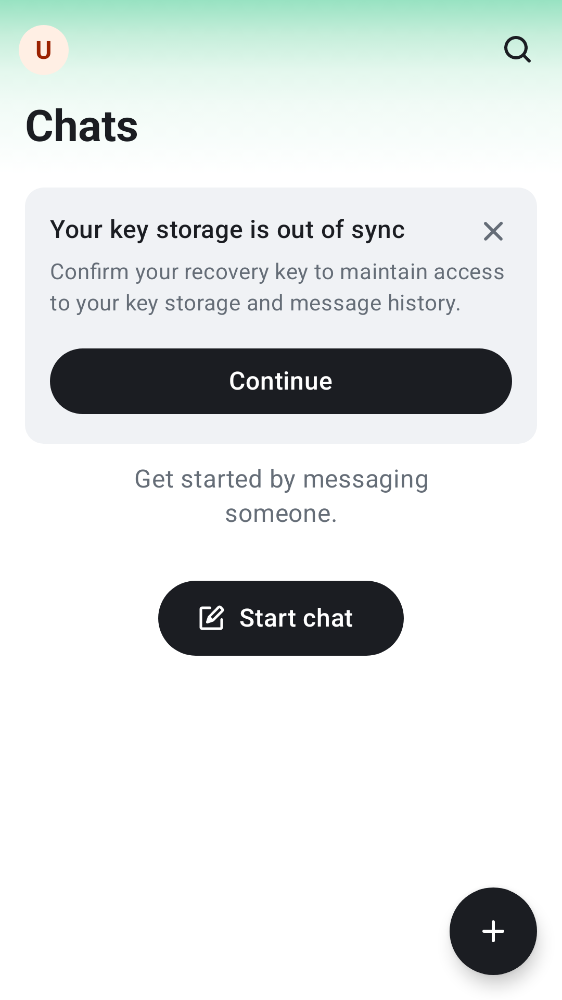 U
Chats
Your key storage is out of sync
Confirm your recovery key to maintain access
to your key storage and message history.
Continue
Get started by messaging
someone.
Start chat